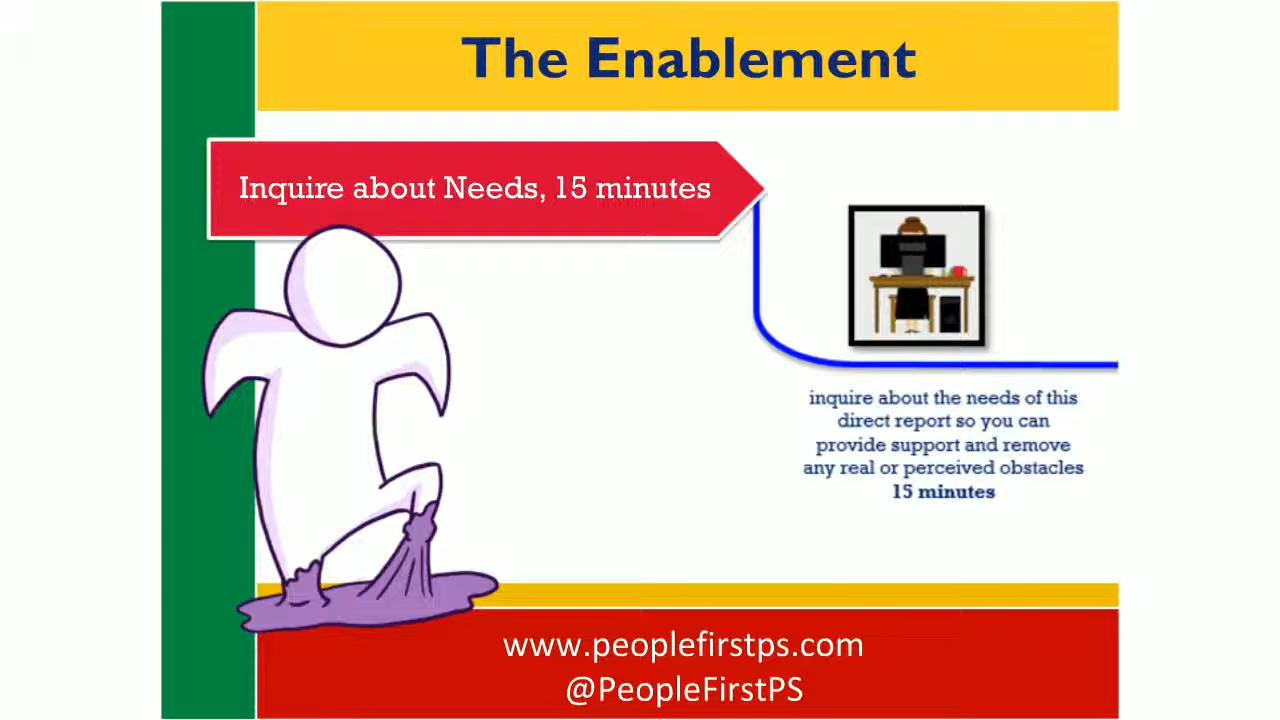 The Enablement
Inquire about Needs, 15 minutes
inquire about the needs of this
direct report so you can
provide support and remove
any real or perceived obstacles
15 minutes
www.peoplefirstps.com
@PeopleFirstPS